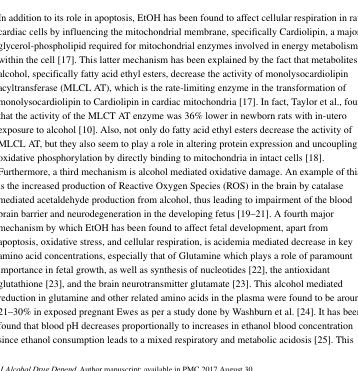 In addition to its role in apoptosis, EtOH has been found to affect cellular respiration in ra
cardiac cells by influencing the mitochondrial membrane, specifically Cardiolipin, a majo
glycerol-phospholipid required for mitochondrial enzymes involved in energy metabolism
within the cell [17]. This latter mechanism has been explained by the fact that metabolites
alcohol, specifically fatty acid ethyl esters, decrease the activity of monolysocardiolipin
acyltransferase (MLCL AT), which is the rate-limiting enzyme in the transformation of
monolysocardiolipin to Cardiolipin in cardiac mitochondria [17]. In fact, Taylor et al., fou
that the activity of the MLCT AT enzyme was 36% lower in newborn rats with in-utero
exposure to alcohol [10]. Also, not only do fatty acid ethyl esters decrease the activity of
MLCL AT, but they also seem to play a role in altering protein expression and uncoupling
oxidative phosphorylation by directly binding to mitochondria in intact cells [18].
Furthermore, a third mechanism is alcohol mediated oxidative damage. An example of thi
is the increased production of Reactive Oxygen Species (ROS) in the brain by catalase
mediated acetaldehyde production from alcohol, thus leading to impairment of the blood
brain barrier and neurodegeneration in the developing fetus [19–21]. A fourth major
mechanism by which EtOH has been found to affect fetal development, apart from
apoptosis, oxidative stress, and cellular respiration, is acidemia mediated decrease in key
amino acid concentrations, especially that of Glutamine which plays a role of paramount
importance in fetal growth, as well as synthesis of nucleotides [22], the antioxidant
glutathione [23], and the brain neurotransmitter glutamate [23]. This alcohol mediated
reduction in glutamine and other related amino acids in the plasma were found to be arou
21–30% in exposed pregnant Ewes as per a study done by Washburn et al. [24]. It has bee
found that blood pH decreases proportionally to increases in ethanol blood concentration
since ethanol consumption leads to a mixed respiratory and metabolic acidosis [25]. This
J Alcohol Drug Depend. Author manuscript; available in PMC 2017 August 30.